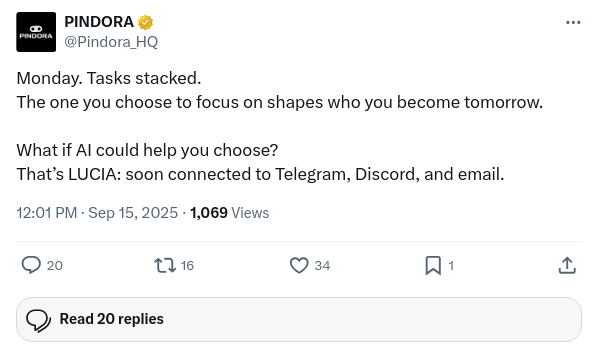 PINDORA
PINDORA
@Pindora_HQ
Monday. Tasks stacked.
The one you choose to focus on shapes who you become tomorrow.
What if AI could help you choose?
That’s LUCIA: soon connected to Telegram, Discord, and email.
12:01 PM · Sep 15, 2025 · 1,069 Views
20 16 34 1
Read 20 replies